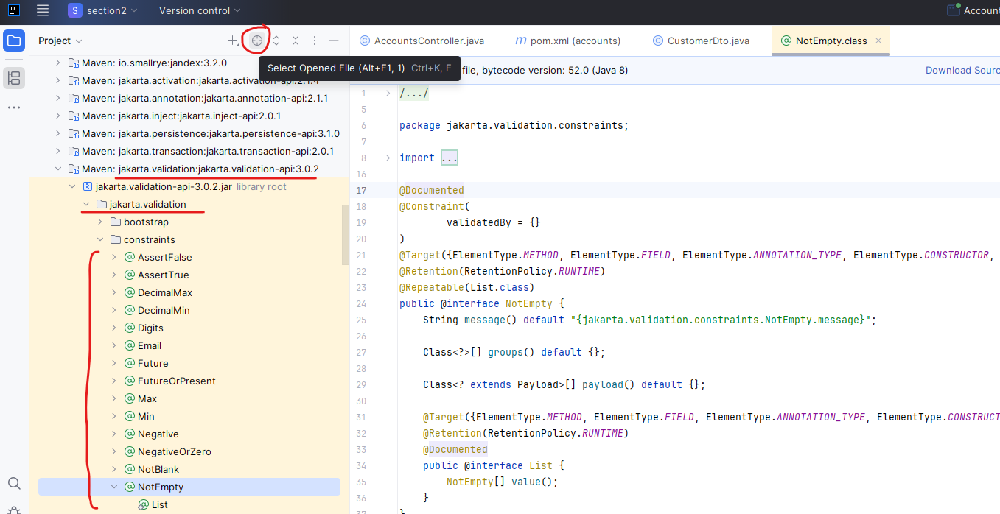 IJ
S section2 Version control Account
Project
Maven: io.smallrye:jandex:3.2.0
Maven: jakarta.activation:jakarta.activation-api:2.1.4
Maven: jakarta.annotation:jakarta.annotation-api:2.1.1
Maven: jakarta.inject:jakarta.inject-api:2.0.1
Maven: jakarta.persistence:jakarta.persistence-api:3.1.0
Maven: jakarta.transaction:jakarta.transaction-api:2.0.1
Maven: jakarta.validation:jakarta.validation-api:3.0.2
jakarta.validation-api-3.0.2.jar library root
jakarta.validation
bootstrap
constraints
AssertFalse
AssertTrue
DecimalMax
DecimalMin
Digits
Email
Future
FutureOrPresent
Max
Min
Negative
NegativeOrZero
NotBlank
NotEmpty
List
Select Opened File (Alt+F1, 1) Ctrl+K, E
AccountsController.java pom.xml (accounts) CustomerDto.java NotEmpty.class
file, bytecode version: 52.0 (Java 8) Download Sourc
1 /.../
5
6 package jakarta.validation.constraints;
7
8 import ...
16
17 @Documented
18 @Constraint(
19 validatedBy = {}
20 )
21 @Target({ElementType.METHOD, ElementType.FIELD, ElementType.ANNOTATION_TYPE, ElementType.CONSTRUCTOR,
22 @Retention(RetentionPolicy.RUNTIME)
23 @Repeatable(List.class)
24 public @interface NotEmpty {
25 String message() default "{jakarta.validation.constraints.NotEmpty.message}";
26
27 Class<?>[] groups() default {};
28
29 Class<? extends Payload>[] payload() default {};
30
31 @Target({ElementType.METHOD, ElementType.FIELD, ElementType.ANNOTATION_TYPE, ElementType.CONSTRUCT
32 @Retention(RetentionPolicy.RUNTIME)
33 @Documented
34 public @interface List {
35 NotEmpty[] value();
36 }
37 }